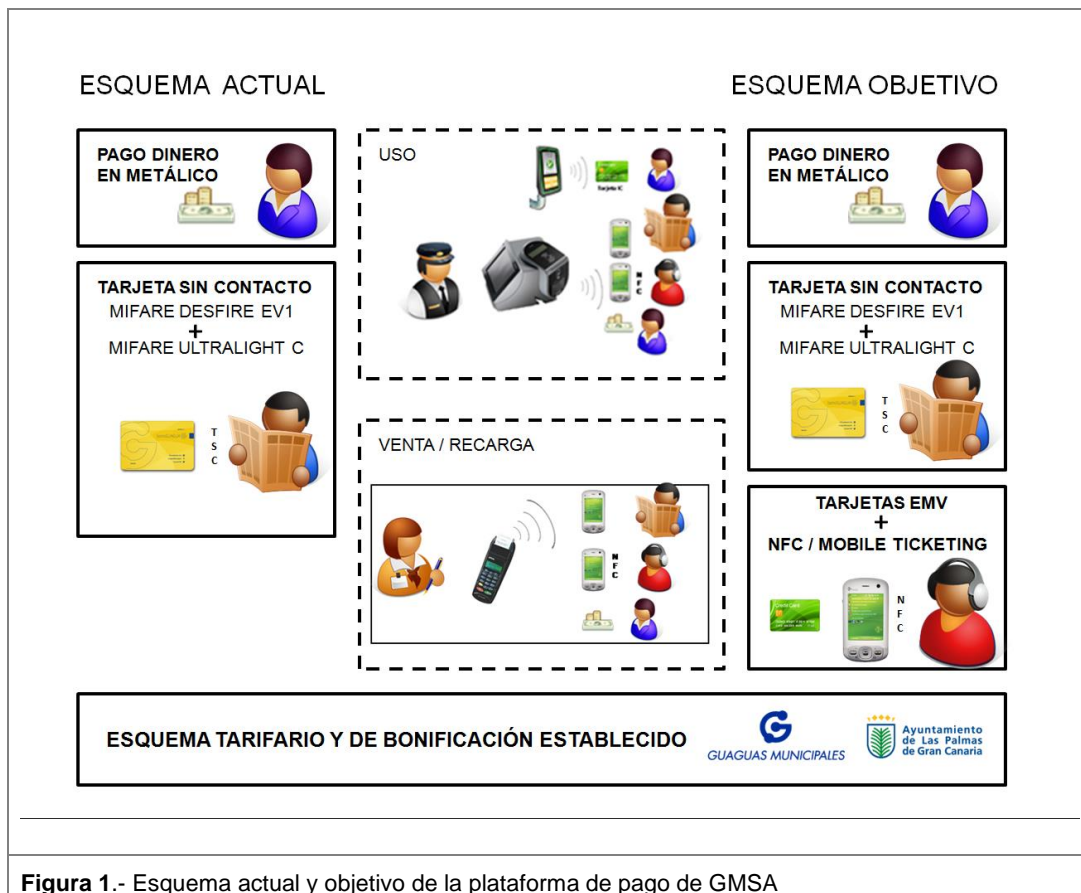 ESQUEMA ACTUAL
ESQUEMA OBJETIVO
PAGO DINERO
EN METÁLICO
TARJETA SIN CONTACTO
MIFARE DESFIRE EV1
+
MIFARE ULTRALIGHT C
T
S
C
USO
Tarjeta IC
N
F
C
VENTA / RECARGA
N
F
C
PAGO DINERO
EN METÁLICO
TARJETA SIN CONTACTO
MIFARE DESFIRE EV1
+
MIFARE ULTRALIGHT C
T
S
C
TARJETAS EMV
+
NFC / MOBILE TICKETING
N
F
C
ESQUEMA TARIFARIO Y DE BONIFICACIÓN ESTABLECIDO
GUAGUAS MUNICIPALES
Ayuntamiento
de Las Palmas
de Gran Canaria
Figura 1.- Esquema actual y objetivo de la plataforma de pago de GMSA